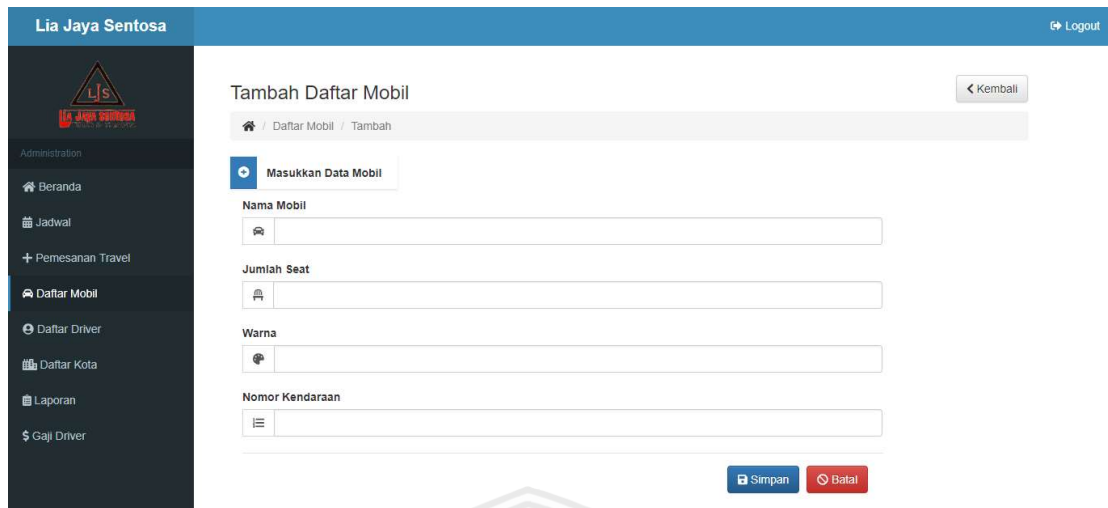 Lia Jaya Sentosa
Logout
LJS
LIA JAYA SENTOSA
Administration
Beranda
Jadwal
Pemesanan Travel
Daftar Mobil
Daftar Driver
Daftar Kota
Laporan
$ Gaji Driver
Tambah Daftar Mobil
Kembali
/ Daftar Mobil / Tambah
Masukkan Data Mobil
Nama Mobil
Jumlah Seat
Warna
Nomor Kendaraan
Simpan
Batal